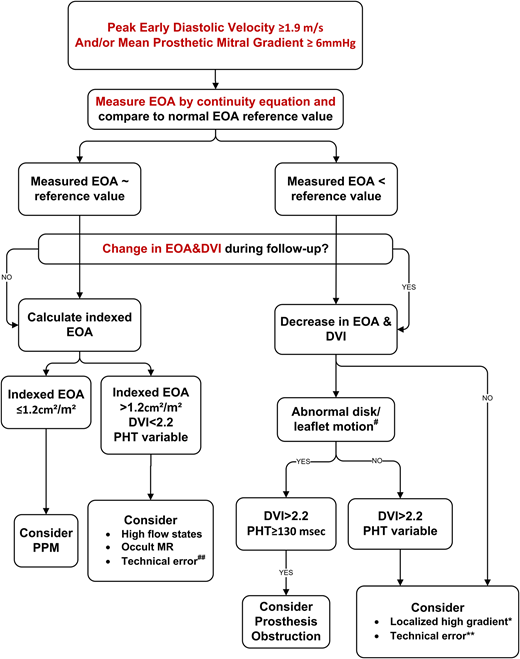 Peak Early Diastolic Velocity ≥1.9 m/s
And/or Mean Prosthetic Mitral Gradient ≥ 6mmHg
Measure EOA by continuity equation and
compare to normal EOA reference value
Measured EOA ~
reference value
Measured EOA <
reference value
Change in EOA&DVI during follow-up?
NO
YES
Calculate indexed
EOA
Decrease in EOA &
DVI
Indexed EOA
≤1.2cm²/m²
Indexed EOA
>1.2cm²/m²
DVI<2.2
PHT variable
Abnormal disk/
leaflet motion#
NO
YES
NO
DVI>2.2
PHT≥130 msec
DVI>2.2
PHT variable
Consider
PPM
Consider
• High flow states
• Occult MR
• Technical error##
YES
Consider
Prosthesis
Obstruction
Consider
• Localized high gradient*
• Technical error**